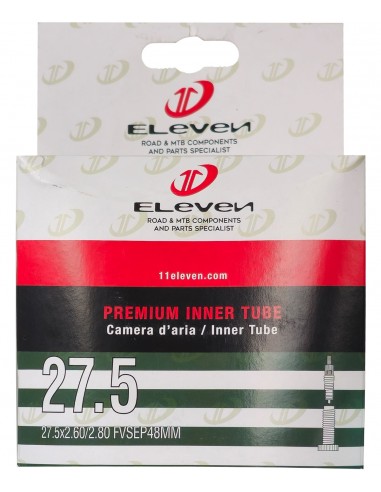 ELEVEN
ROAD & MTB COMPONENTS
AND PARTS SPECIALIST
ELEVEN
ROAD & MTB COMPONENTS
AND PARTS SPECIALIST
11eleven.com
PREMIUM INNER TUBE
Camera d'aria / Inner Tube
27.5
27.5x2.60/2.80 FVSEP48MM